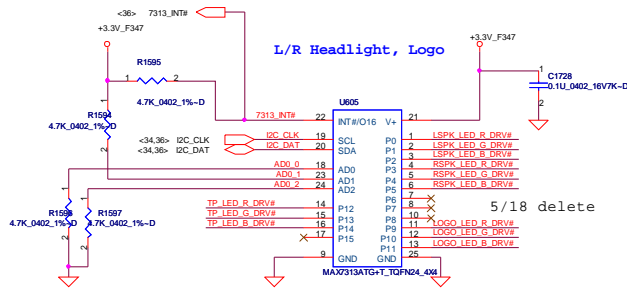 <36> 7313_INT#
+3.3V_F347
+3.3V_F347
L/R Headlight, Logo
R1595
1
2
4.7K_0402_1%~D
C1728
1
2
0.1U_0402_16V7K~D
1
R1594
4.7K_0402_1%~D
2
U605
7313_INT# 22 INT#/O16 V+ 21
<34,36> I2C_CLK I2C_CLK 19 SCL P0 1 LSPK_LED_R_DRV#
<34,36> I2C_DAT I2C_DAT 20 SDA P1 2 LSPK_LED_G_DRV#
P2 3 LSPK_LED_B_DRV#
AD0_0 18 AD0 P3 4 RSPK_LED_R_DRV#
AD0_1 23 AD1 P4 5 RSPK_LED_G_DRV#
AD0_2 24 AD2 P5 6 RSPK_LED_B_DRV#
P6 7
TP_LED_R_DRV# 14 P12 P7 8
5/18 delete
TP_LED_G_DRV# 15 P13 P8 10
TP_LED_B_DRV# 16 P14 P9 11 LOGO_LED_R_DRV#
17 P15 P10 12 LOGO_LED_G_DRV#
P11 13 LOGO_LED_B_DRV#
9 GND GND 25
MAX7313ATG+T_TQFN24_4X4
1
1
R1596
R1597
4.7K_0402_1%~D
4.7K_0402_1%~D
2
2